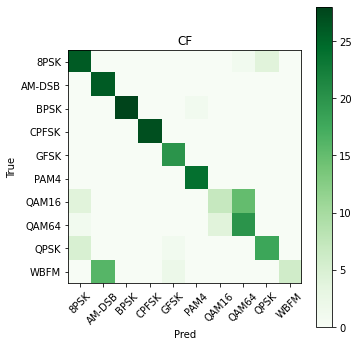 CF
8PSK
AM-DSB
BPSK
CPFSK
GFSK
PAM4
QAM16
QAM64
QPSK
WBFM
True
8PSK AM-DSB BPSK CPFSK GFSK PAM4 QAM16 QAM64 QPSK WBFM
Pred
25
20
15
10
5
0